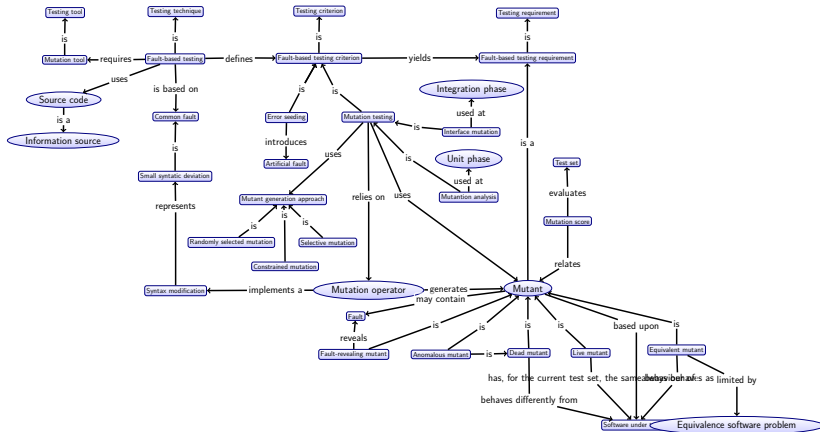 Testing tool
Testing technique
Testing criterion
Testing requirement
is
is
is
is
Mutation tool
requires
Fault-based testing
defines
Fault-based testing criterion
yields
Fault-based testing requirement
uses
is based on
is
is
Integration phase
Source code
used at
is a
Common fault
Error seeding
Mutation testing
is
Interface mutation
Information source
introduces
is a
is
uses
is
Unit phase
Artificial fault
Test set
Small syntatic deviation
used at
evaluates
represents
Mutant generation approach
relies on
uses
Mutantion analysis
is
is
is
Mutation score
Randomly selected mutation
Selective mutation
relates
Constrained mutation
Syntax modification
implements a
Mutation operator
generates
Mutant
may contain
Fault
is
is
is
is
based upon
is
reveals
Fault-revealing mutant
Anomalous mutant
is
Dead mutant
Live mutant
Equivalent mutant
has, for the current test set, the same
as
limited by
behaves differently from
Software under
Equivalence software problem